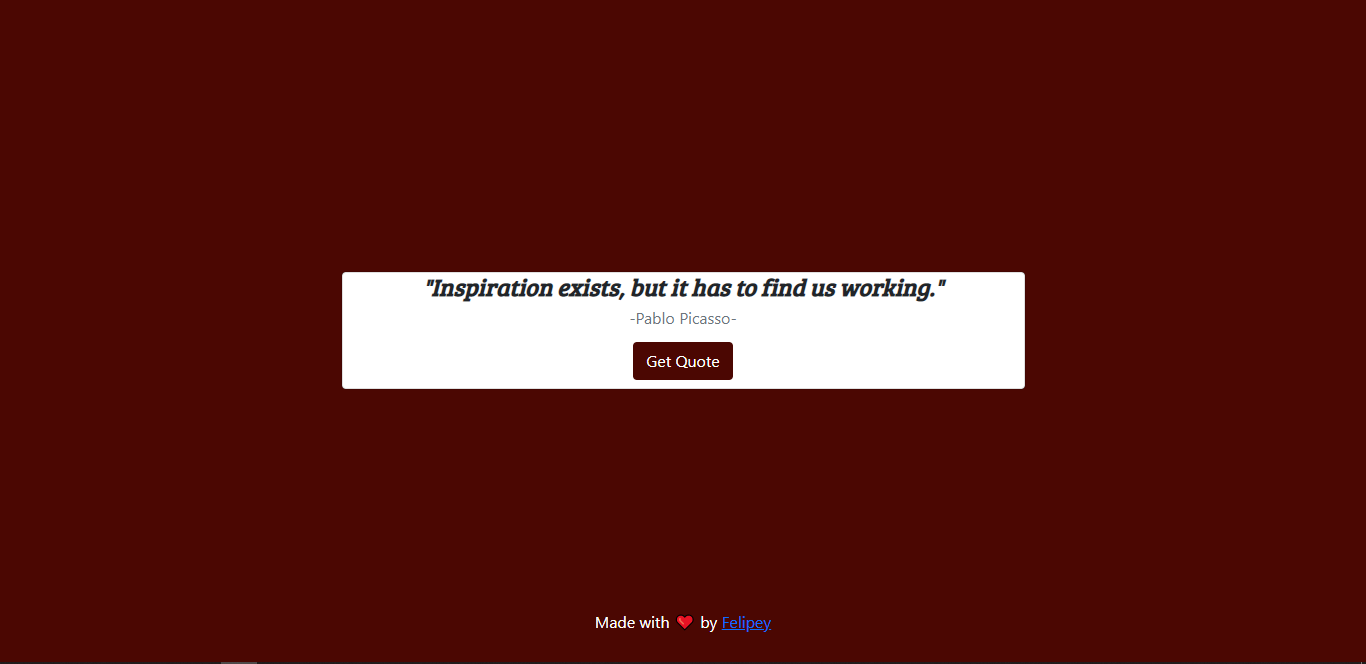 "Inspiration exists, but it has to find us working."
-Pablo Picasso-
Get Quote
Made with ❤️ by Felipey